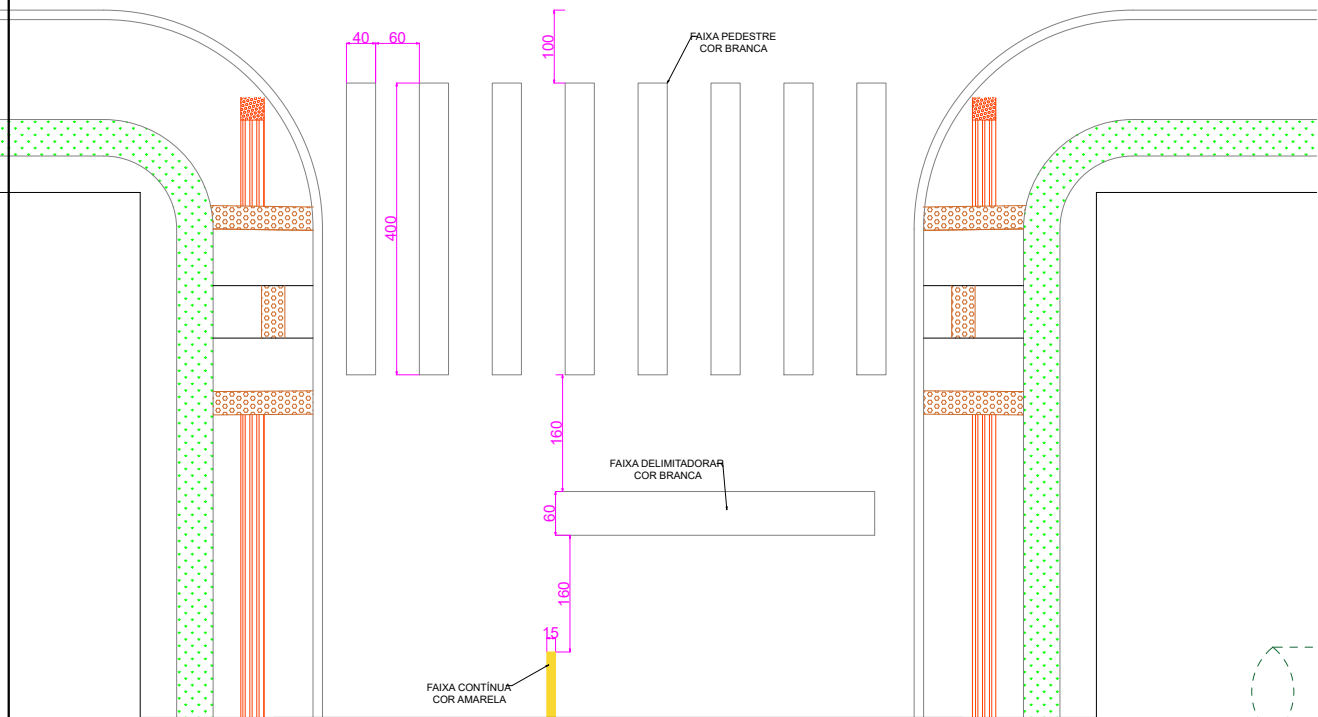 40
60
100
FAIXA PEDESTRE
COR BRANCA
400
160
FAIXA DELIMITADORAR
COR BRANCA
60
160
15
FAIXA CONTÍNUA
COR AMARELA